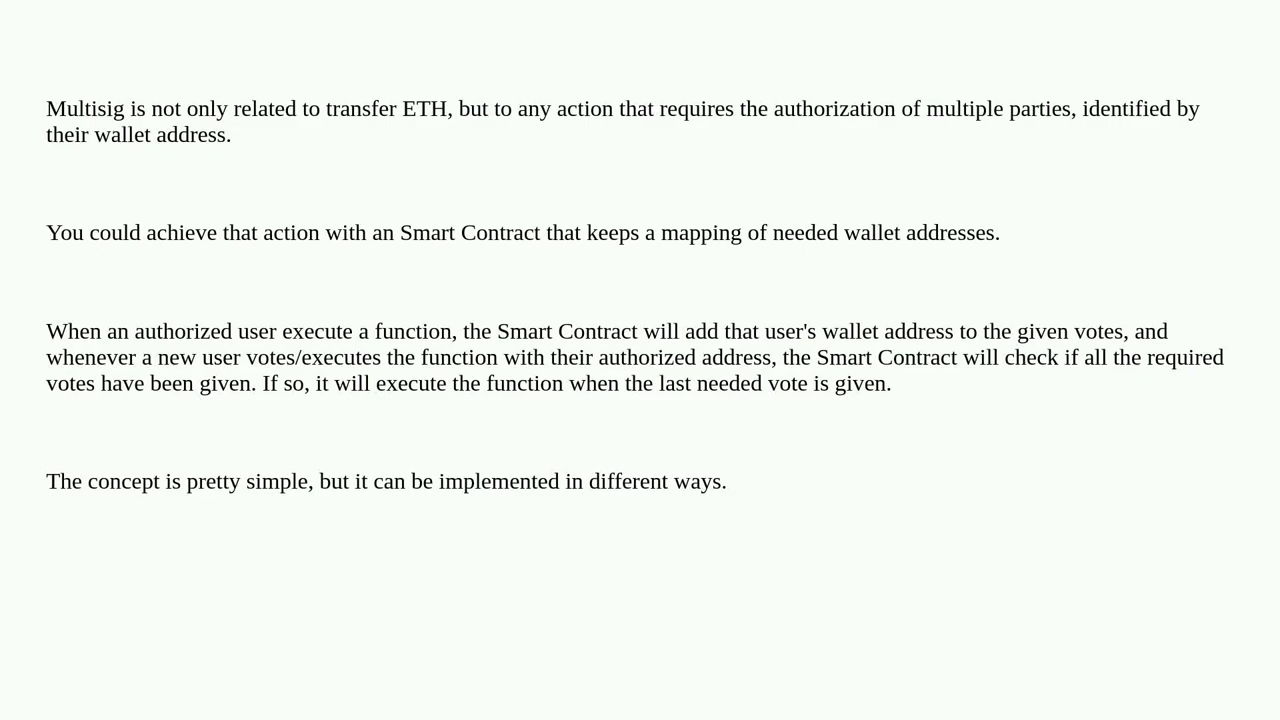 Multisig is not only related to transfer ETH, but to any action that requires the authorization of multiple parties, identified by
their wallet address.
You could achieve that action with an Smart Contract that keeps a mapping of needed wallet addresses.
When an authorized user execute a function, the Smart Contract will add that user's wallet address to the given votes, and
whenever a new user votes/executes the function with their authorized address, the Smart Contract will check if all the required
votes have been given. If so, it will execute the function when the last needed vote is given.
The concept is pretty simple, but it can be implemented in different ways.